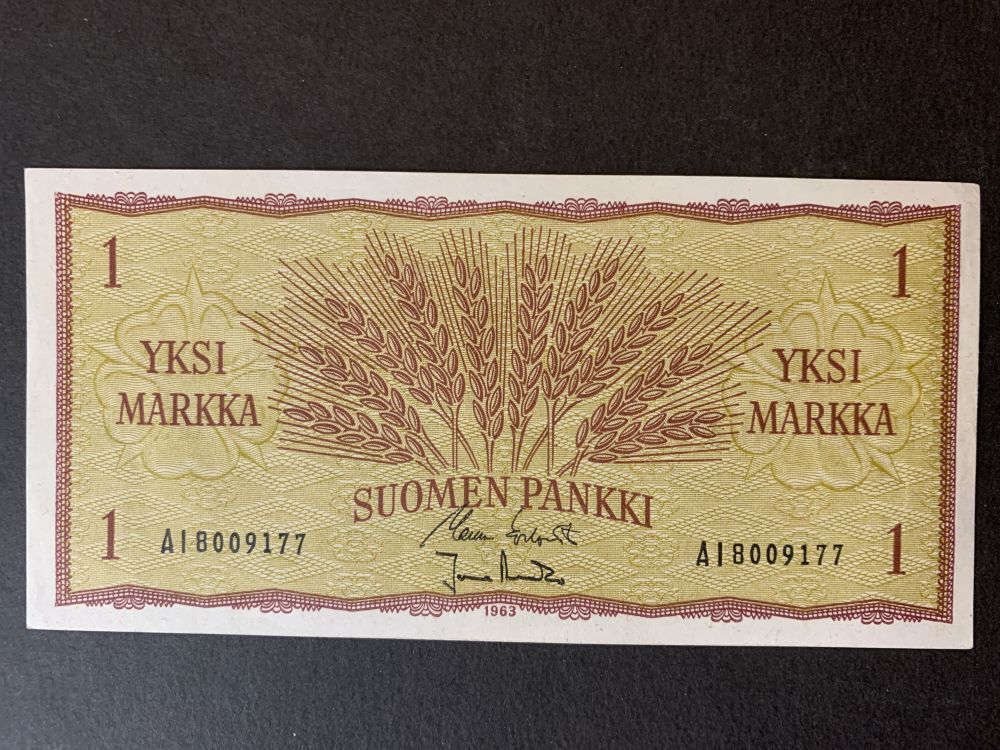 1
1
YKSI
MARKKA
YKSI
MARKKA
SUOMEN PANKKI
1
AI8009177
AI8009177
1
1963